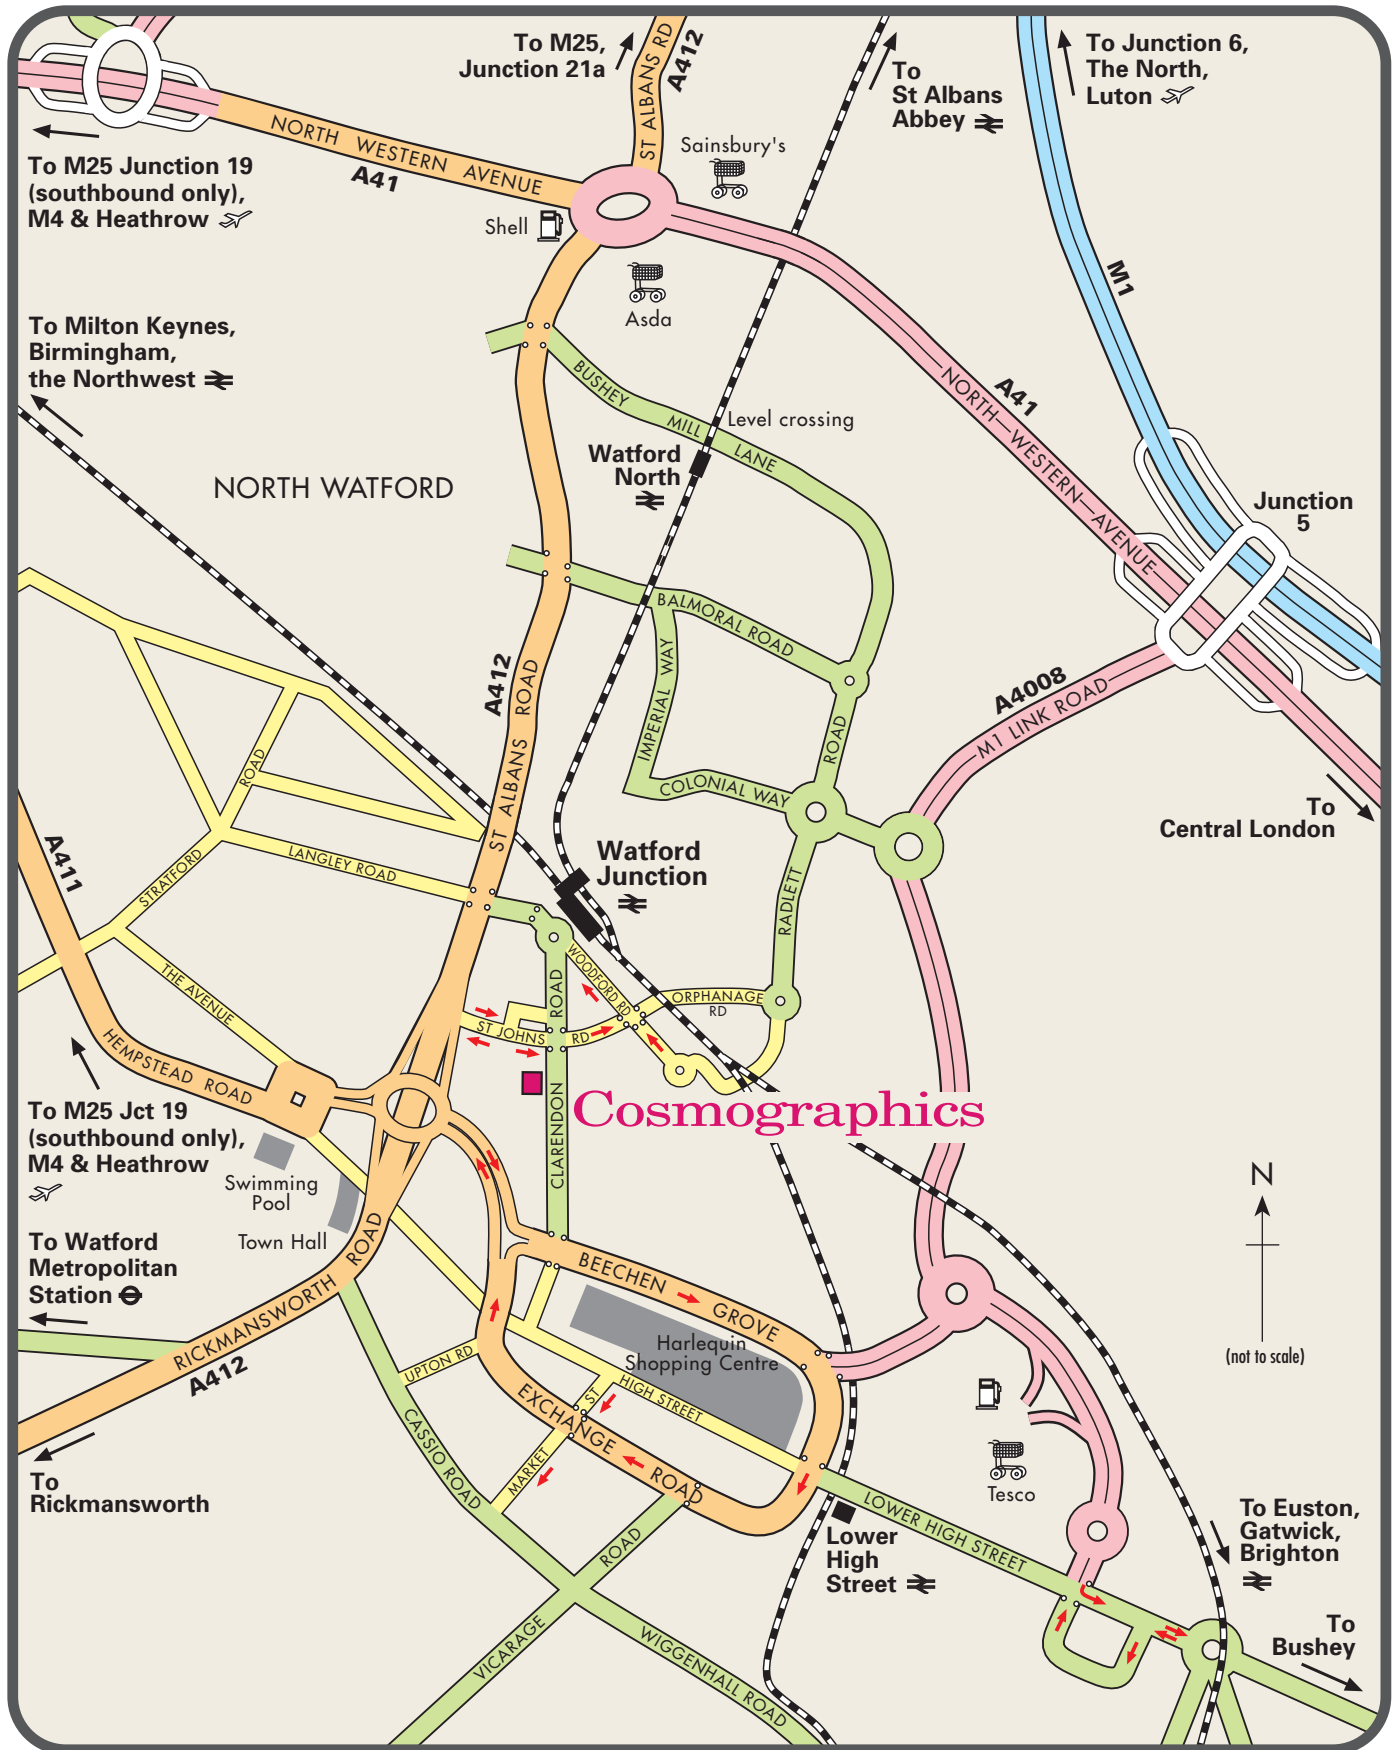 To M25,
Junction 21a
ST ALBANS RD
A412
To
St Albans
Abbey
To Junction 6,
The North,
Luton
NORTH WESTERN AVENUE
A41
To M25 Junction 19
(southbound only),
M4 & Heathrow
Sainsbury's
Shell
Asda
M1
To Milton Keynes,
Birmingham,
the Northwest
BUSHEY MILL LANE
Level crossing
A41
NORTH WESTERN AVENUE
Watford
North
NORTH WATFORD
Junction
5
BALMORAL ROAD
IMPERIAL WAY
A412
ST ALBANS ROAD
A4008
M1 LINK ROAD
COLONIAL WAY
RADLETT ROAD
To
Central London
A411
STRATFORD ROAD
LANGLEY ROAD
Watford
Junction
THE AVENUE
WOODFORD RD
ORPHANAGE
RD
ST JOHNS RD
CLARENDON ROAD
HEMPSTEAD ROAD
Cosmographics
To M25 Jct 19
(southbound only),
M4 & Heathrow
Swimming
Pool
Town Hall
N
To Watford
Metropolitan
Station
RICKMANSWORTH ROAD
A412
BEECHEN GROVE
Harlequin
Shopping Centre
(not to scale)
UPTON RD
HIGH STREET
EXCHANGE ROAD
MARKET ST
CASSIO ROAD
Tesco
To
Rickmansworth
LOWER HIGH STREET
Lower
High
Street
To Euston,
Gatwick,
Brighton
VICARAGE ROAD
WIGGENHALL ROAD
To
Bushey